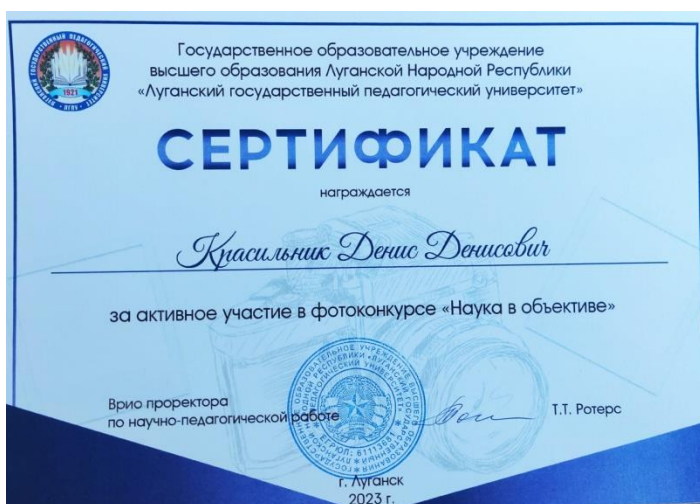 Государственное образовательное учреждение
высшего образования Луганской Народной Республики
«Луганский государственный педагогический университет»
СЕРТИФИКАТ
награждается
Красильник Денис Денисович
за активное участие в фотоконкурсе «Наука в объективе»
Врио проректора
по научно-педагогической работе
Т.Т. Ротерс
г. Луганск
2023 г.
1921